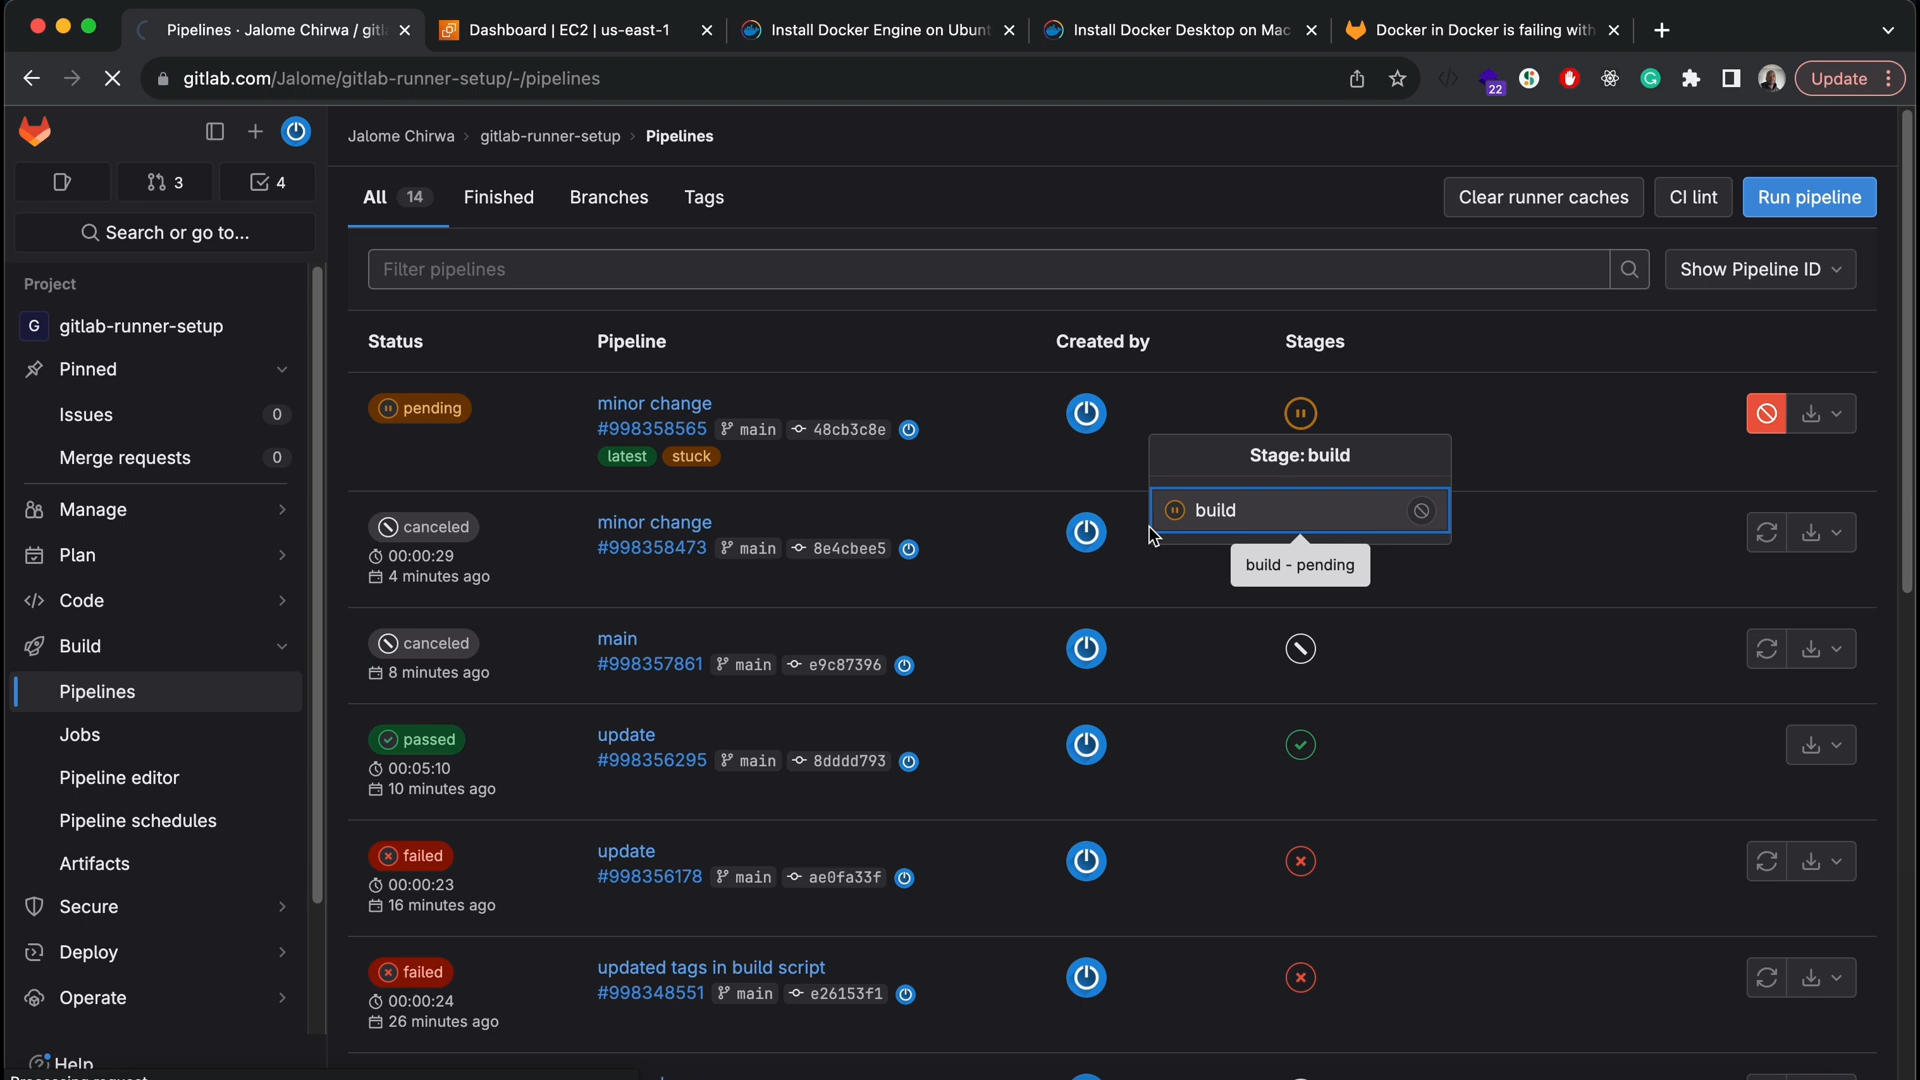 Pipelines · Jalome Chirwa / gitl
Dashboard | EC2 | us-east-1
Install Docker Engine on Ubunt
Install Docker Desktop on Mac
Docker in Docker is failing with
gitlab.com/Jalome/gitlab-runner-setup/-/pipelines
22
Update
Jalome Chirwa
gitlab-runner-setup
Pipelines
3
4
Search or go to...
Project
G gitlab-runner-setup
Pinned
Issues 0
Merge requests 0
Manage
Plan
Code
Build
Pipelines
Jobs
Pipeline editor
Pipeline schedules
Artifacts
Secure
Deploy
Operate
Help
All 14
Finished
Branches
Tags
Clear runner caches
CI lint
Run pipeline
Filter pipelines
Show Pipeline ID
Status Pipeline Created by Stages
pending
minor change
#998358565 main 48cb3c8e
latest stuck
Stage: build
build
build - pending
canceled
00:00:29
4 minutes ago
minor change
#998358473 main 8e4cbee5
canceled
8 minutes ago
main
#998357861 main e9c87396
passed
00:05:10
10 minutes ago
update
#998356295 main 8dddd793
failed
00:00:23
16 minutes ago
update
#998356178 main ae0fa33f
failed
00:00:24
26 minutes ago
updated tags in build script
#998348551 main e26153f1